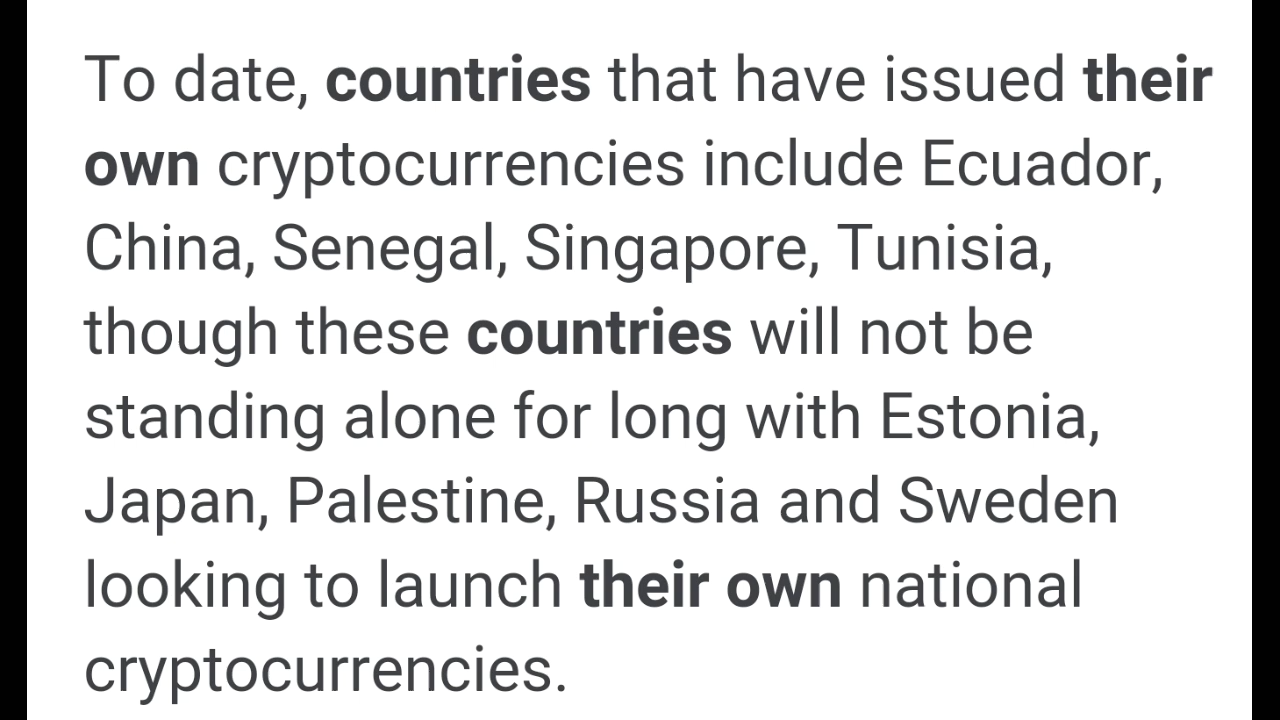 To date, countries that have issued their
own cryptocurrencies include Ecuador,
China, Senegal, Singapore, Tunisia,
though these countries will not be
standing alone for long with Estonia,
Japan, Palestine, Russia and Sweden
looking to launch their own national
cryptocurrencies.